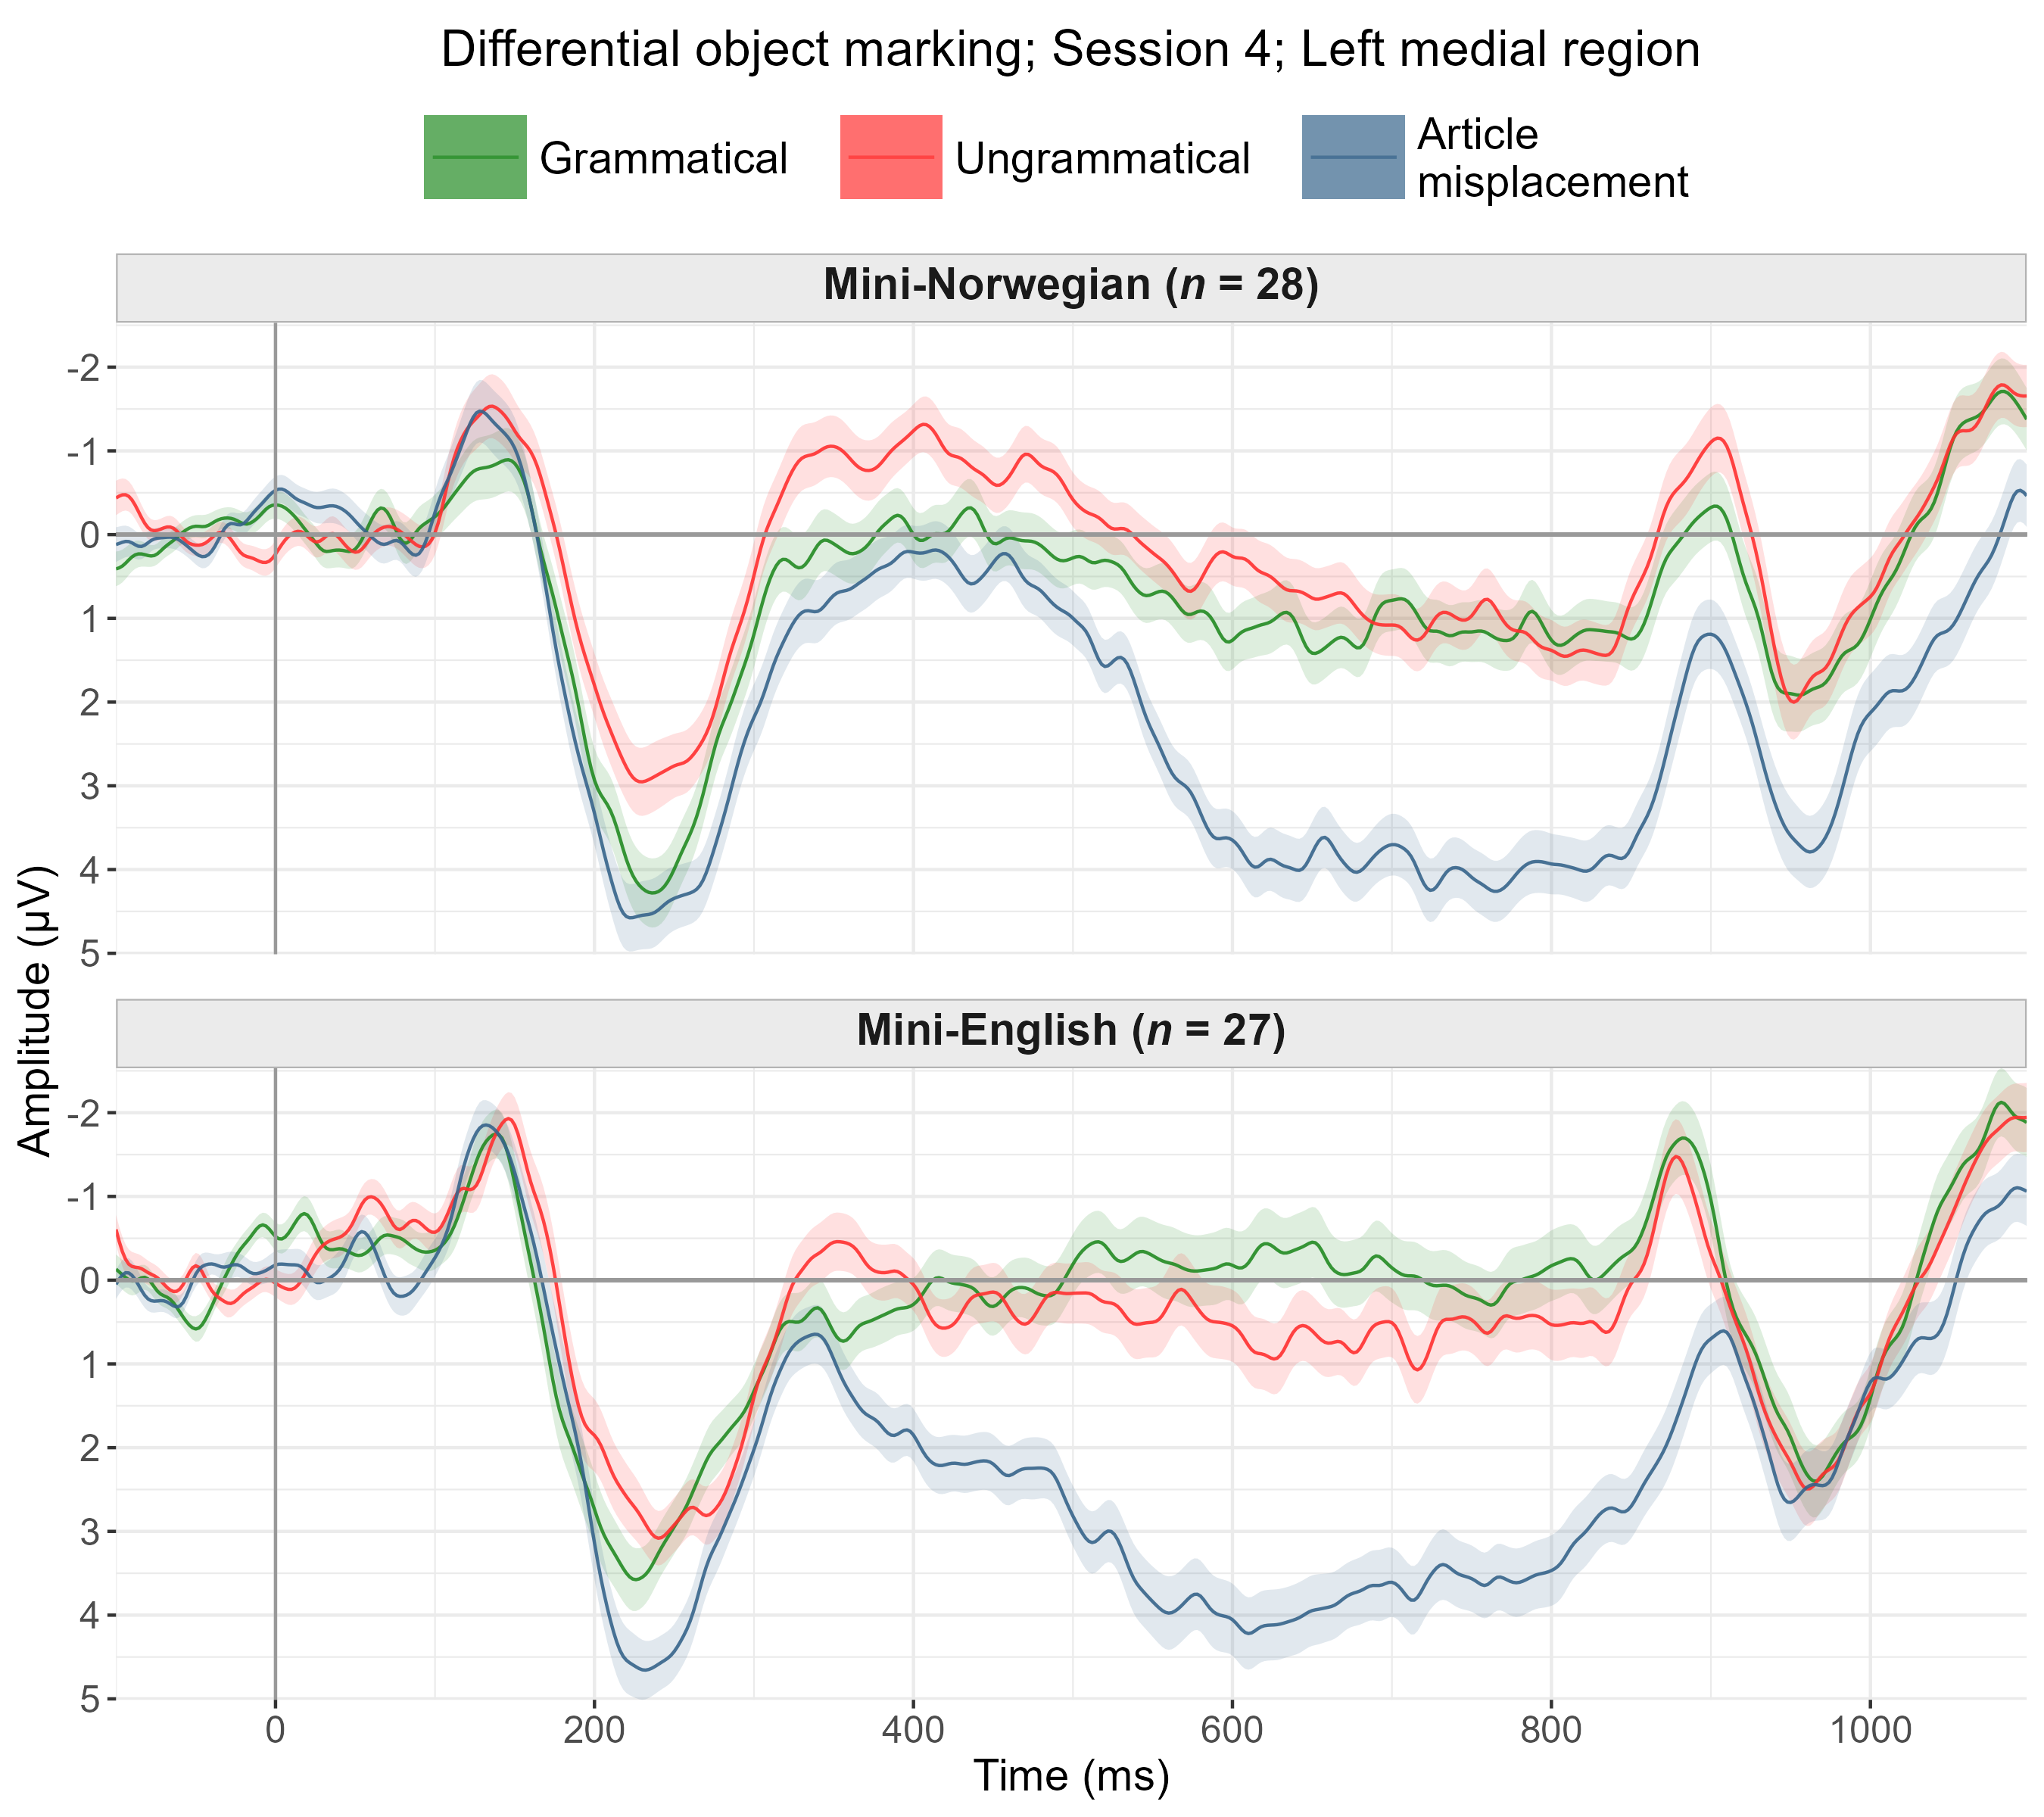 Differential object marking; Session 4; Left medial region
Grammatical
Ungrammatical
Article
misplacement
Mini-Norwegian (n = 28)
-2
-1
0
1
2
3
4
5
Mini-English (n = 27)
-2
-1
0
1
2
3
4
5
Amplitude (µV)
0 200 400 600 800 1000
Time (ms)